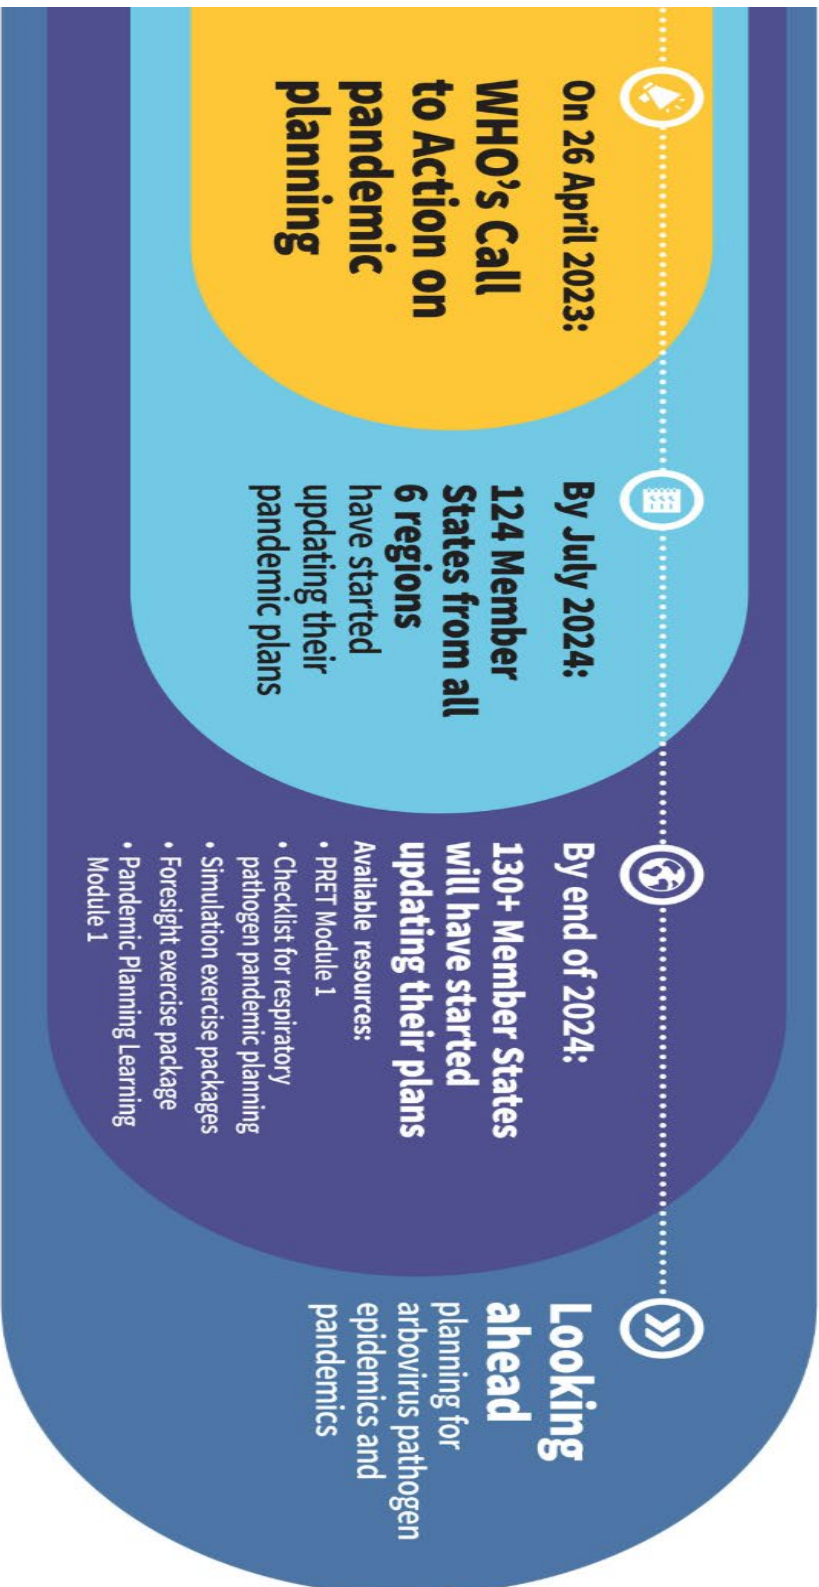 On 26 April 2023:
WHO's Call
to Action on
pandemic
planning
By July 2024:
124 Member
States from all
6 regions
have started
updating their
pandemic plans
By end of 2024:
130+ Member States
will have started
updating their plans
Available resources:
• PRET Module 1
• Checklist for respiratory
pathogen pandemic planning
• Simulation exercise packages
• Foresight exercise package
• Pandemic Planning Learning
Module 1
Looking
ahead
planning for
arbovirus pathogen
epidemics and
pandemics